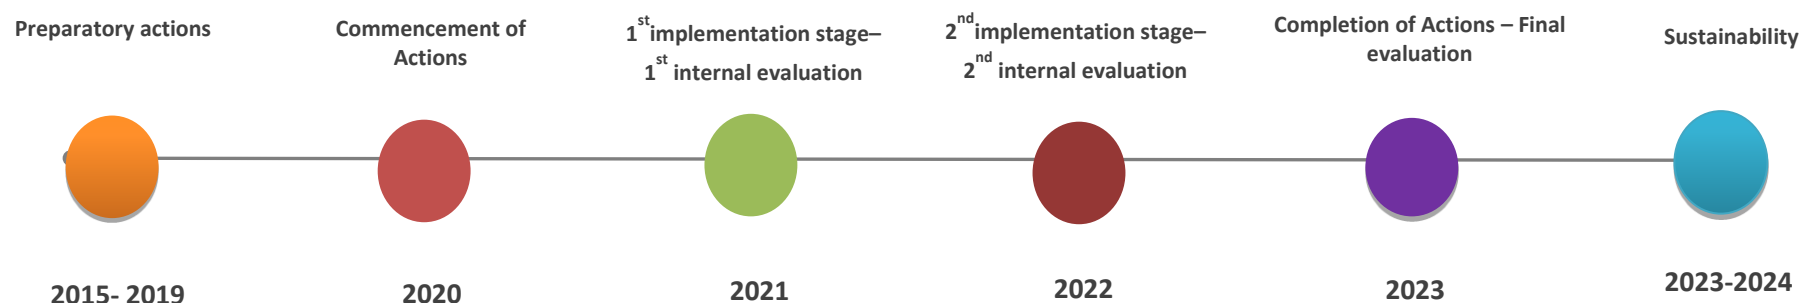 Preparatory actions
Commencement of
Actions
1st implementation stage–
1st internal evaluation
2nd implementation stage–
2nd internal evaluation
Completion of Actions – Final
evaluation
Sustainability
2015- 2019
2020
2021
2022
2023
2023-2024